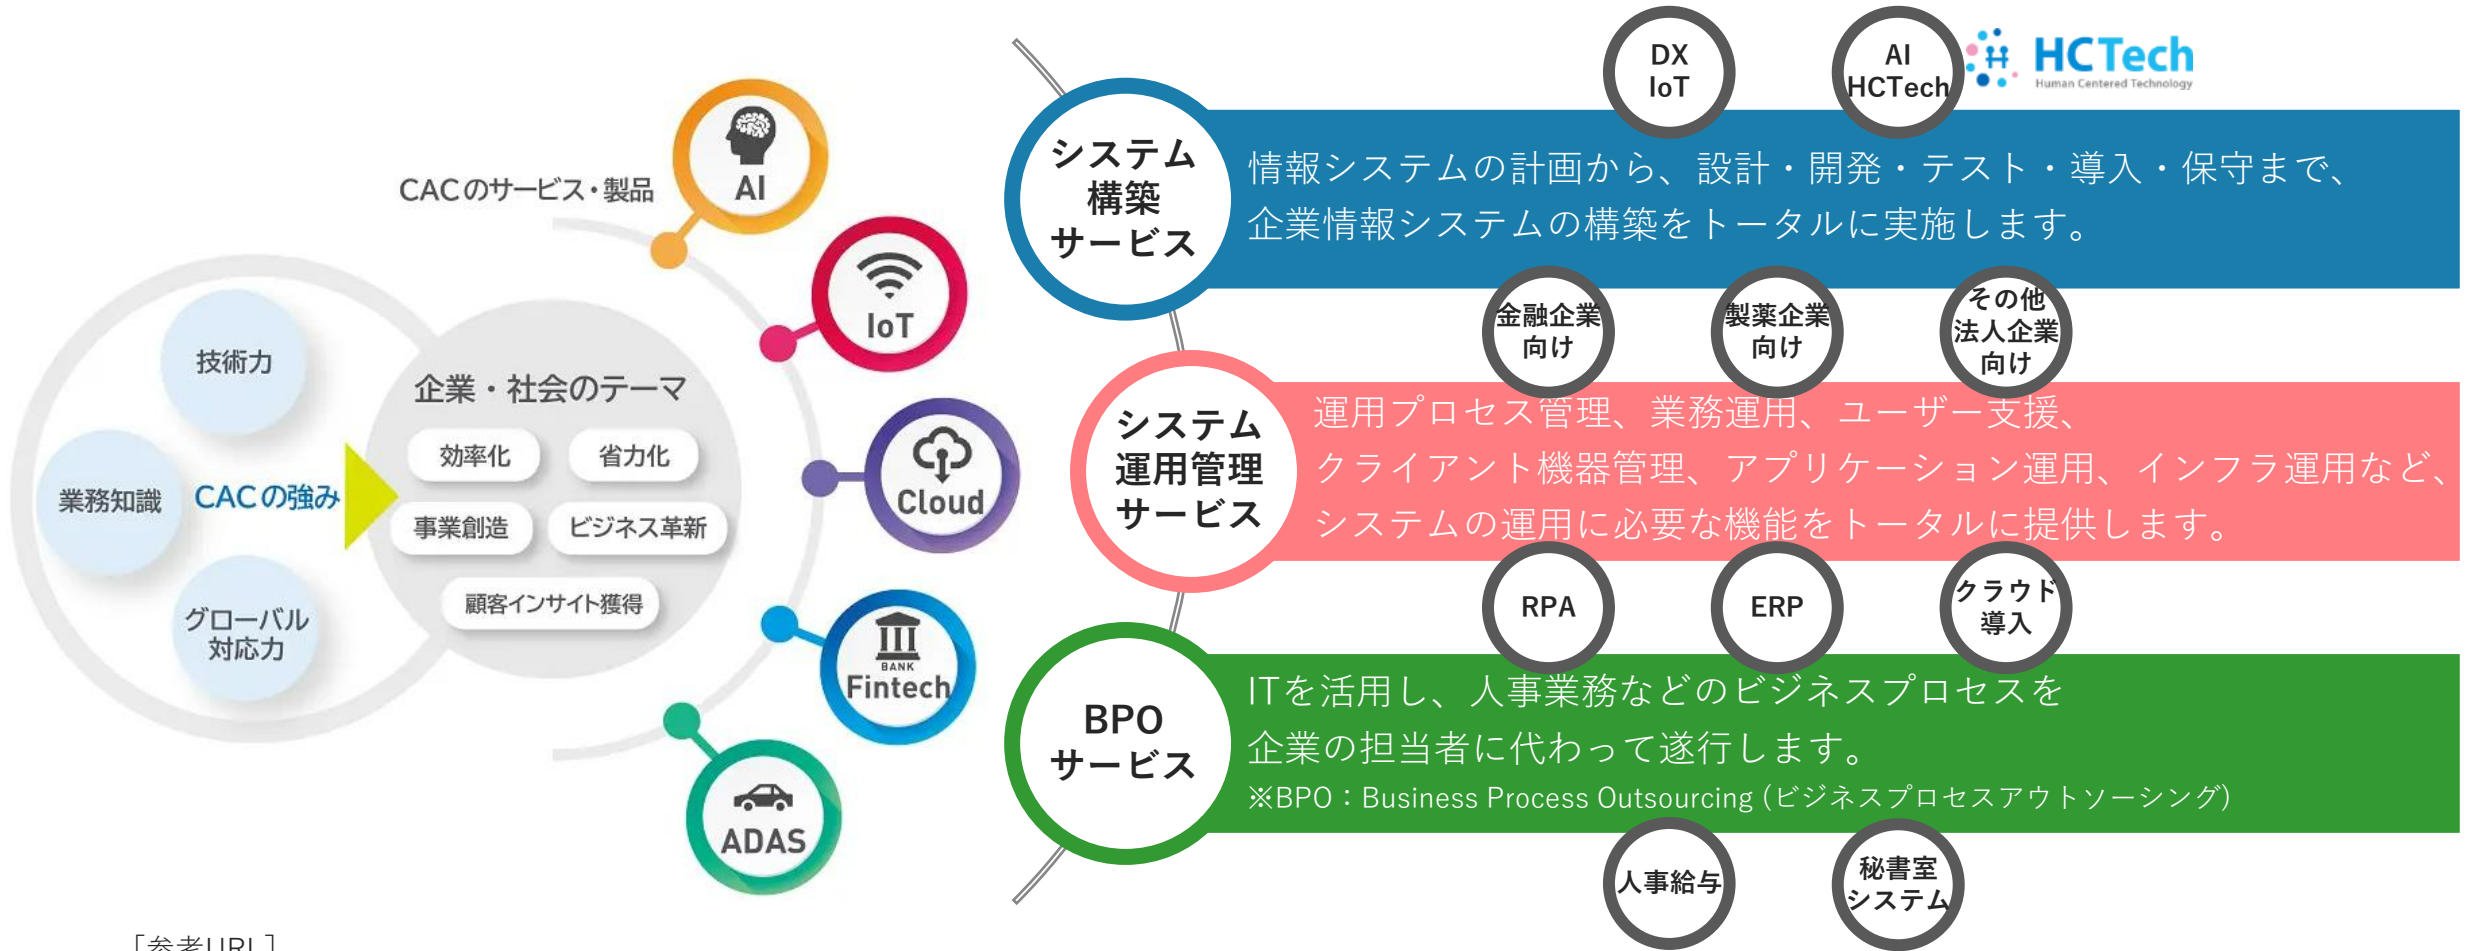 CACのサービス・製品
AI
IoT
Cloud
BANK
Fintech
ADAS
技術力
業務知識
グローバル
対応力
CACの強み
企業・社会のテーマ
効率化
省力化
事業創造
ビジネス革新
顧客インサイト獲得
DX
IoT
AI
HCTech
HCTech
Human Centered Technology
システム
構築
サービス
情報システムの計画から、設計・開発・テスト・導入・保守まで、
企業情報システムの構築をトータルに実施します。
金融企業
向け
製薬企業
向け
その他
法人企業
向け
システム
運用管理
サービス
運用プロセス管理、業務運用、ユーザー支援、
クライアント機器管理、アプリケーション運用、インフラ運用など、
システムの運用に必要な機能をトータルに提供します。
RPA
ERP
クラウド
導入
BPO
サービス
ITを活用し、人事業務などのビジネスプロセスを
企業の担当者に代わって遂行します。
※BPO：Business Process Outsourcing (ビジネスプロセスアウトソーシング)
人事給与
秘書室
システム
［参考URL］